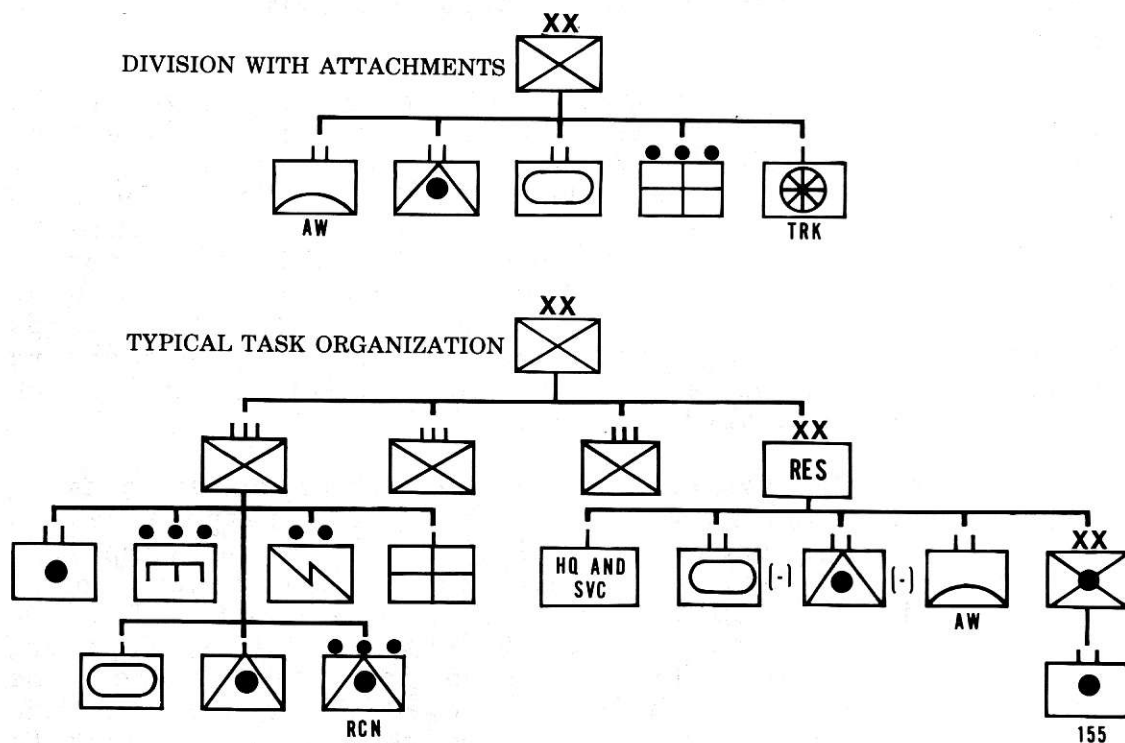 XX
DIVISION WITH ATTACHMENTS
AW
TRK
XX
TYPICAL TASK ORGANIZATION
XX
RES
HQ AND
SVC
(-)
(-)
AW
XX
RCN
155